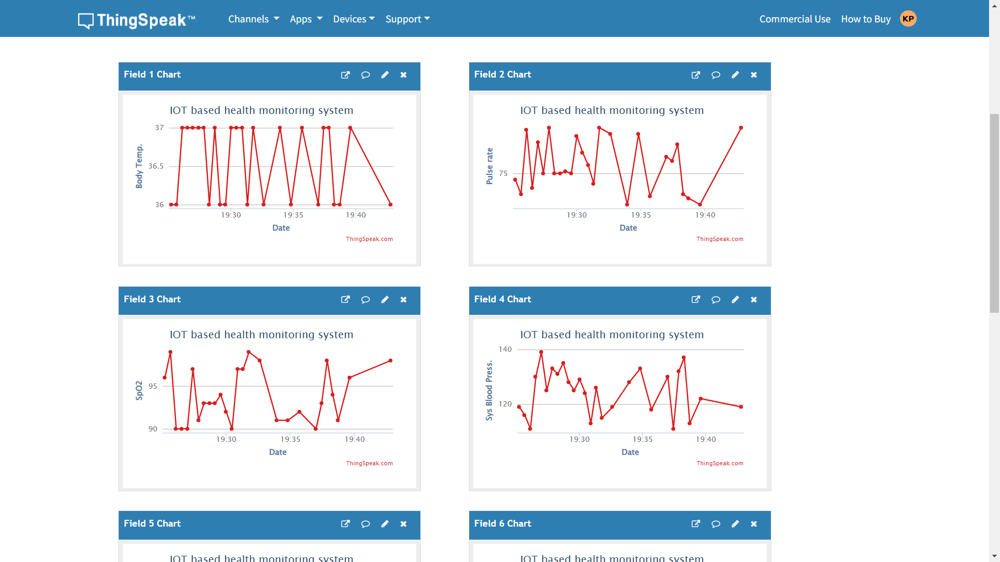 ThingSpeak™ Channels Apps Devices Support Commercial Use How to Buy KP
Field 1 Chart
IOT based health monitoring system
Body Temp.
37
36.5
36
19:30 19:35 19:40
Date
ThingSpeak.com
Field 2 Chart
IOT based health monitoring system
Pulse rate
75
19:30 19:35 19:40
Date
ThingSpeak.com
Field 3 Chart
IOT based health monitoring system
SpO2
95
90
19:30 19:35 19:40
Date
ThingSpeak.com
Field 4 Chart
IOT based health monitoring system
Sys Blood Press.
140
120
19:30 19:35 19:40
Date
ThingSpeak.com
Field 5 Chart
IOT based health monitoring system
Field 6 Chart
IOT based health monitoring system